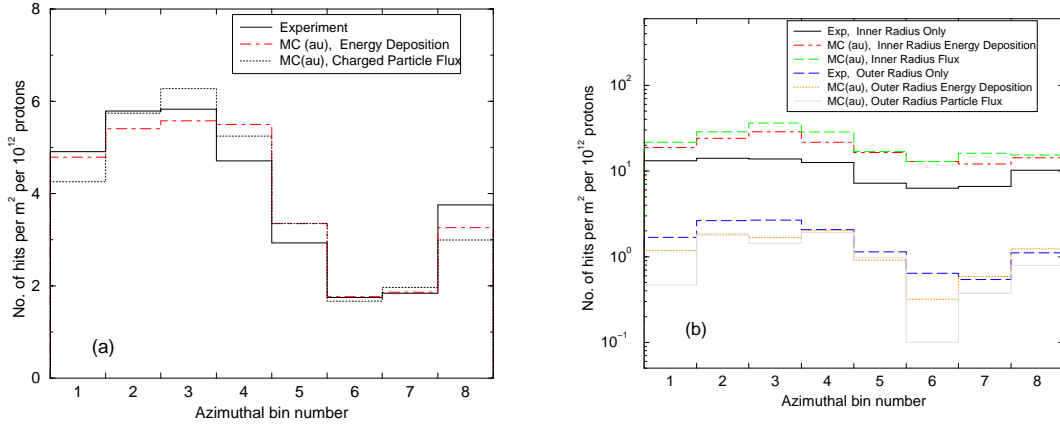 8
6
4
2
0
No. of hits per m² per 10¹² protons
Experiment
MC (au), Energy Deposition
MC(au), Charged Particle Flux
(a)
1 2 3 4 5 6 7 8
Azimuthal bin number
10²
10¹
10⁰
10⁻¹
No. of hits per m² per 10¹² protons
Exp, Inner Radius Only
MC (au), Inner Radius Energy Deposition
MC(au), Inner Radius Flux
Exp, Outer Radius Only
MC(au), Outer Radius Energy Deposition
MC(au), Outer Radius Particle Flux
(b)
1 2 3 4 5 6 7 8
Azimuthal bin number